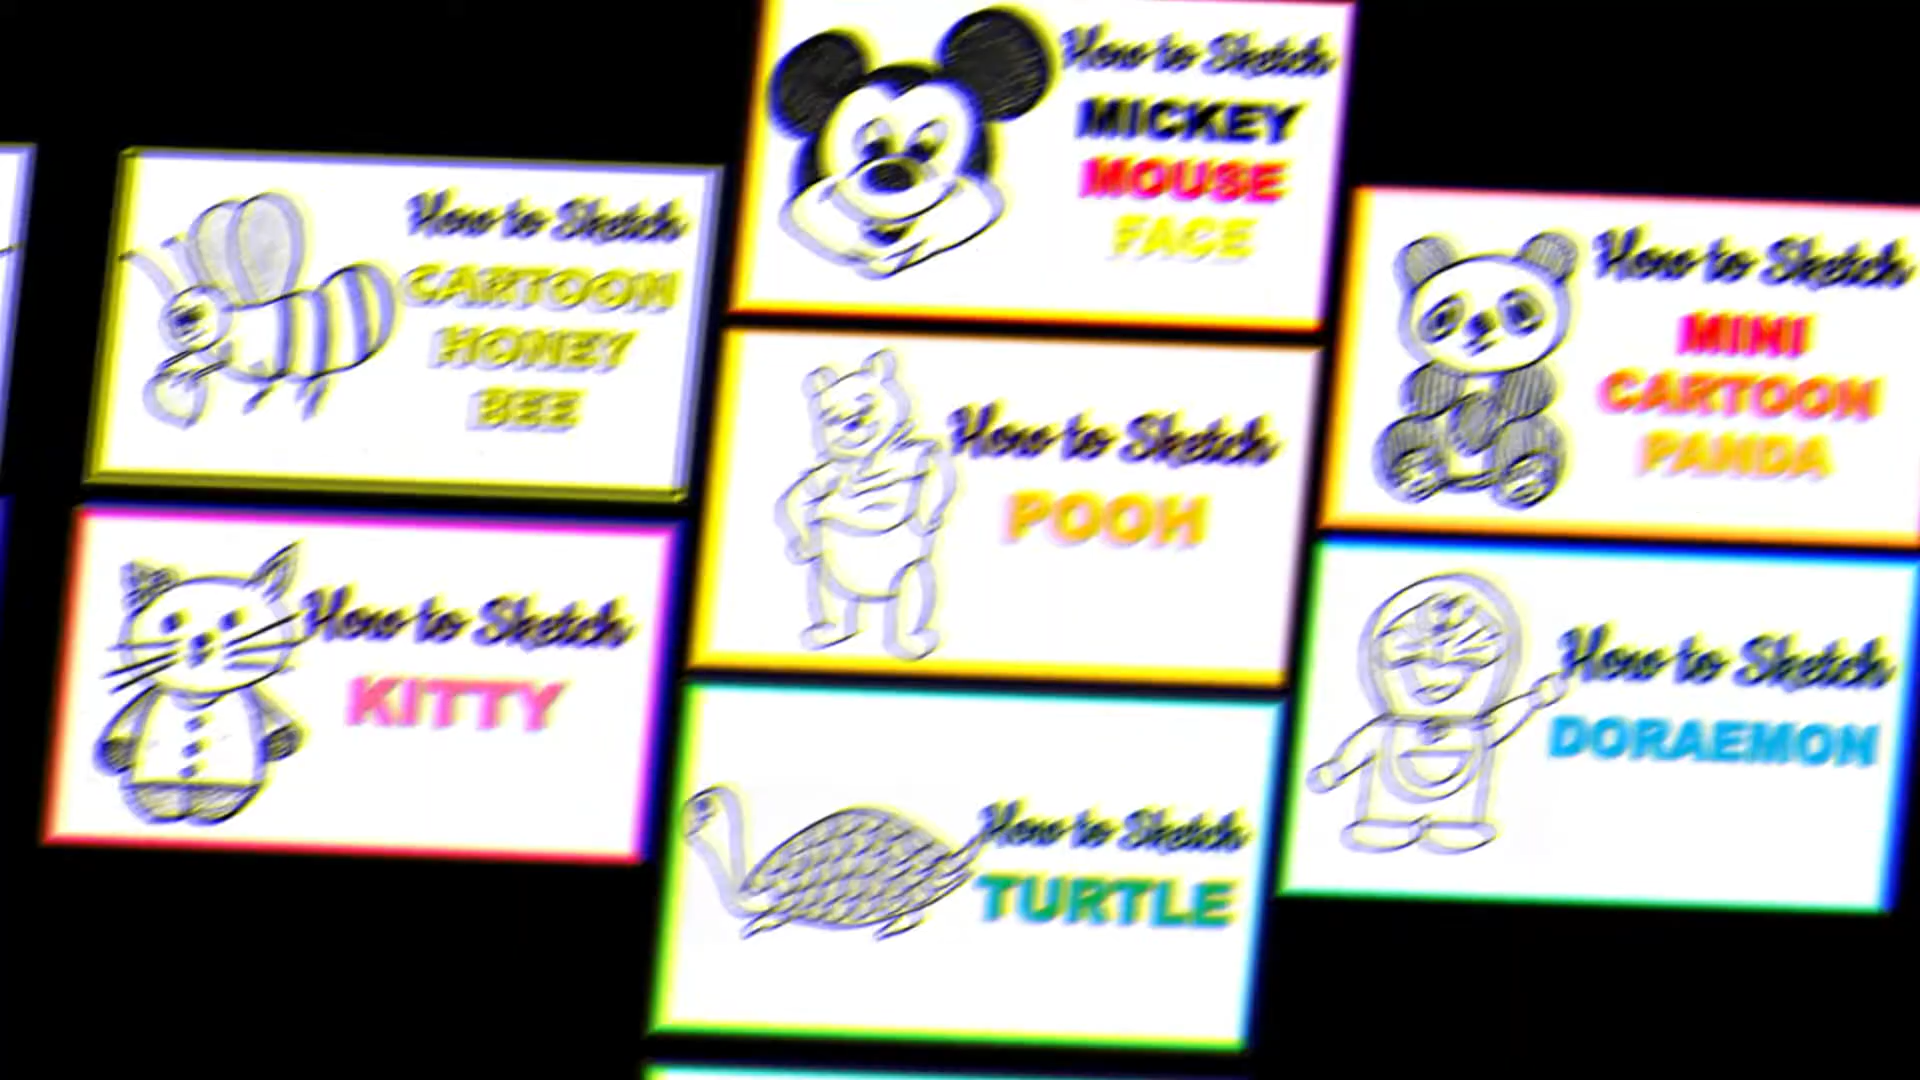 How to Sketch
CARTOON
HONEY
BEE
How to Sketch
KITTY
How to Sketch
MICKEY
MOUSE
FACE
How to Sketch
POOH
How to Sketch
TURTLE
How to Sketch
MINI
CARTOON
PANDA
How to Sketch
DORAEMON